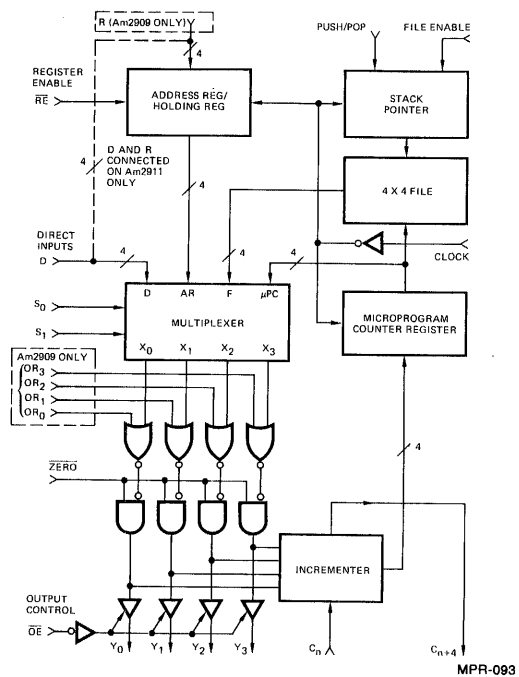 R (Am2909 ONLY)
PUSH/POP
FILE ENABLE
4
REGISTER
ENABLE
RE
ADDRESS REG/
HOLDING REG
STACK
POINTER
4
D AND R
CONNECTED
ON Am2911
ONLY
4
4 X 4 FILE
DIRECT
INPUTS
D
4
4
4
CLOCK
D AR F µPC
MULTIPLEXER
X0 X1 X2 X3
S0
S1
MICROPROGRAM
COUNTER REGISTER
Am2909 ONLY
OR3
OR2
OR1
OR0
4
ZERO
INCREMENTER
OUTPUT
CONTROL
OE
Y0 Y1 Y2 Y3
Cn
Cn+4
MPR-093